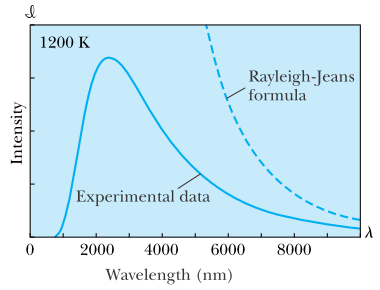 ℓ
1200 K
Rayleigh-Jeans
formula
Intensity
Experimental data
λ
0 2000 4000 6000 8000
Wavelength (nm)